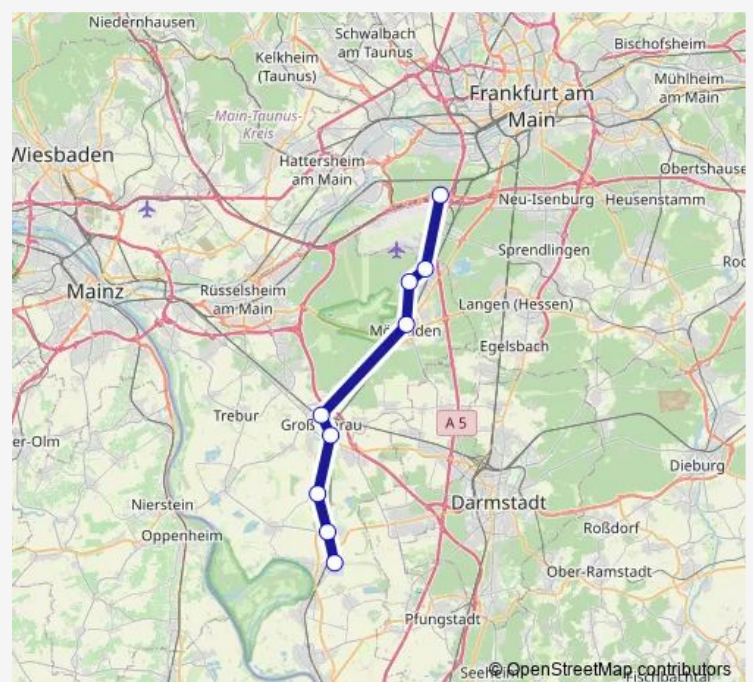 Niedernhausen
Schwalbach
am Taunus
Kelkheim
(Taunus)
Bischofsheim
Mühlheim
am Main
Frankfurt am
Main
Main-Taunus-
Kreis
Wiesbaden
Hattersheim
am Main
Obertshause
Neu-Isenburg
Heusenstamm
Sprendlingen
Mainz
Rüsselsheim
am Main
Langen (Hessen)
Egelsbach
Trebur
A 5
er-Olm
Dieburg
Nierstein
Oppenheim
Darmstadt
Roßdorf
Ober-Ramstadt
Pfungstadt
© OpenStreetMap contributors